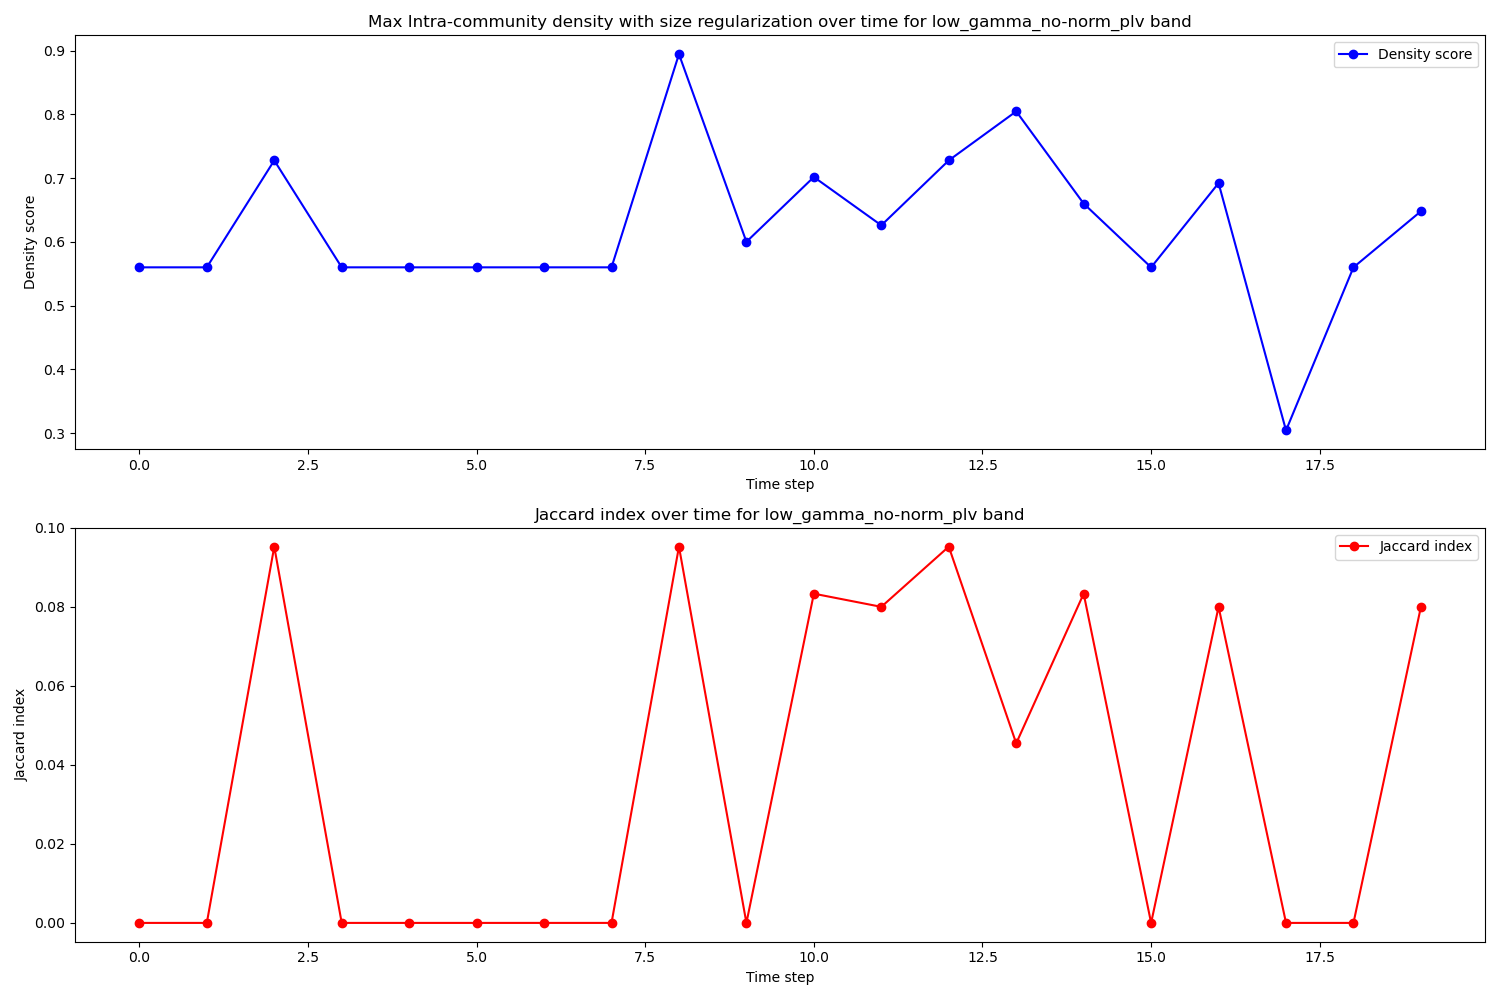 Max Intra-community density with size regularization over time for low_gamma_no-norm_plv band
Density score
0.9
0.8
0.7
0.6
0.5
0.4
0.3
Density score
0.0 2.5 5.0 7.5 10.0 12.5 15.0 17.5
Time step
Jaccard index over time for low_gamma_no-norm_plv band
Jaccard index
0.10
0.08
0.06
0.04
0.02
0.00
Jaccard index
0.0 2.5 5.0 7.5 10.0 12.5 15.0 17.5
Time step